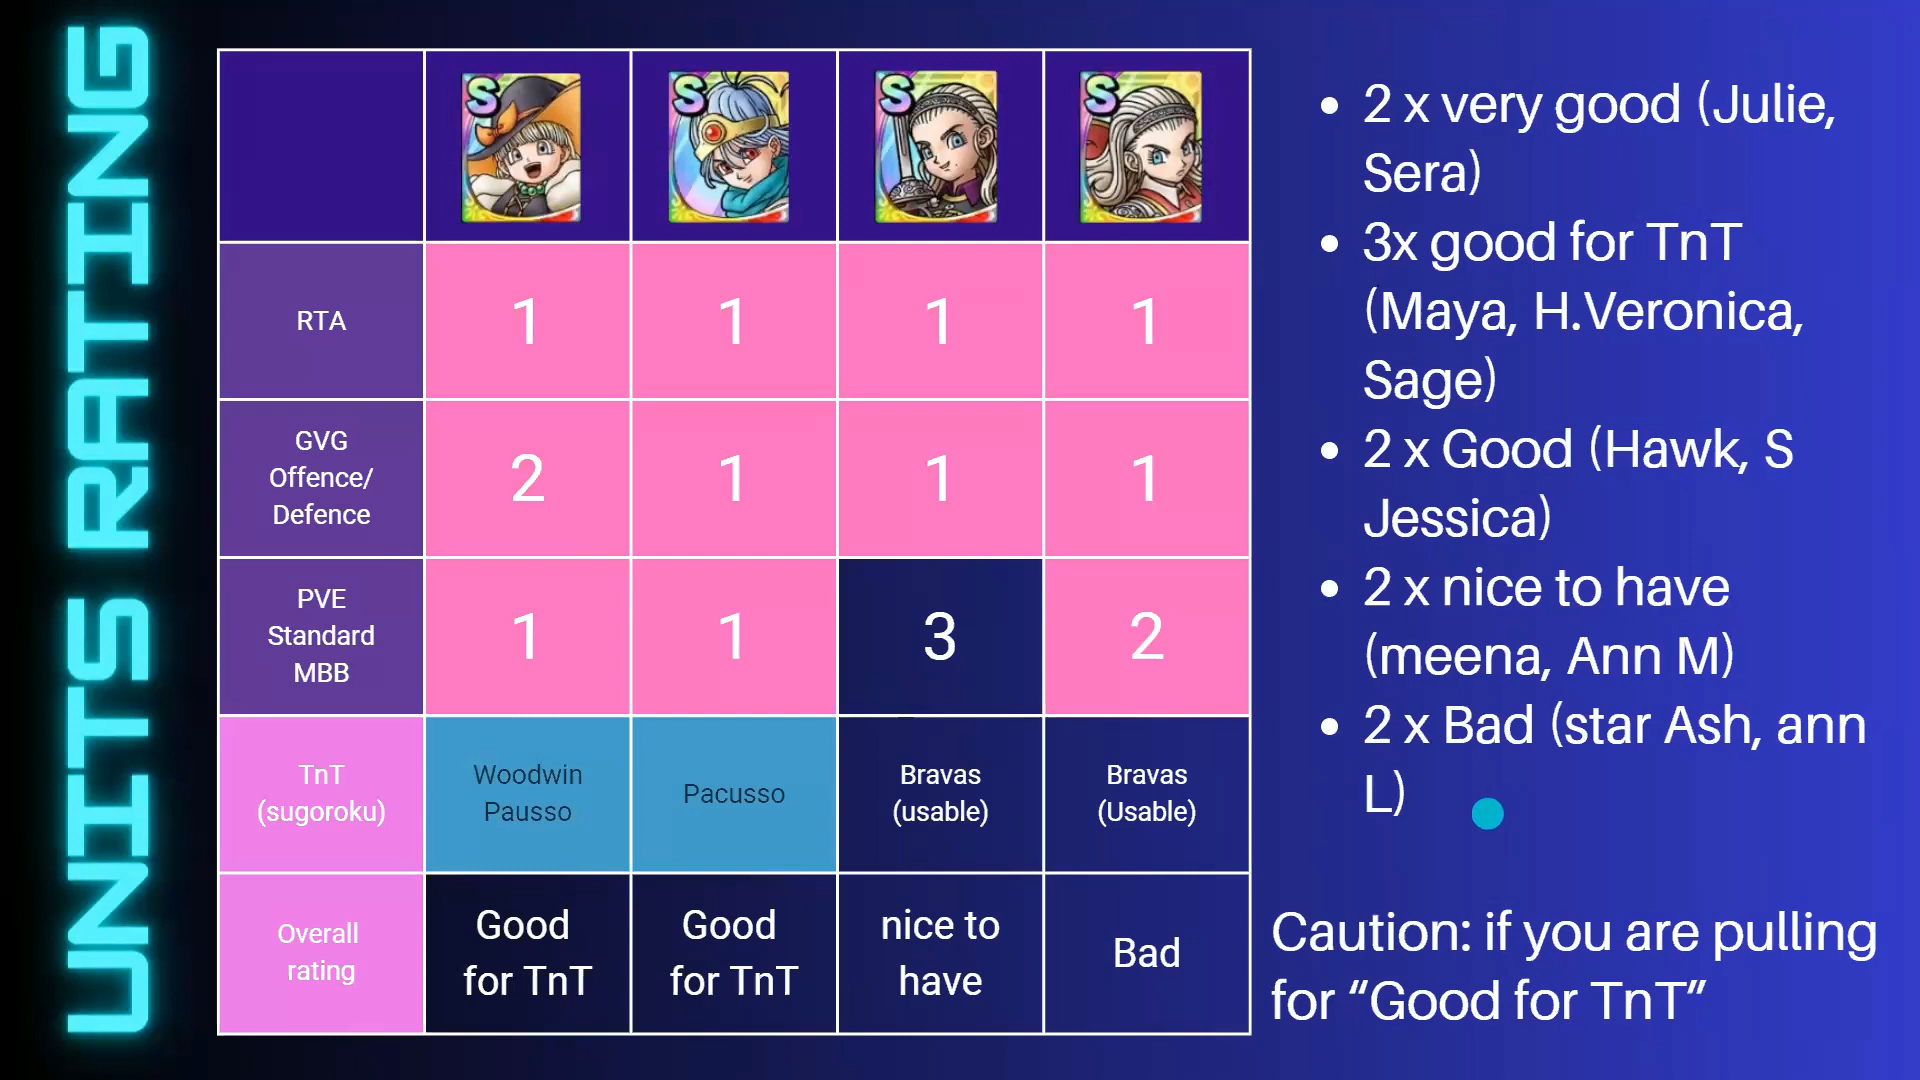 UNITS RATING
S
S
S
S
RTA
1
1
1
1
GVG
Offence/
Defence
2
1
1
1
PVE
Standard
MBB
1
1
3
2
TnT
(sugoroku)
Woodwin
Pausso
Pacusso
Bravas
(usable)
Bravas
(Usable)
Overall
rating
Good
for TnT
Good
for TnT
nice to
have
Bad
• 2 x very good (Julie,
Sera)
• 3x good for TnT
(Maya, H.Veronica,
Sage)
• 2 x Good (Hawk, S
Jessica)
• 2 x nice to have
(meena, Ann M)
• 2 x Bad (star Ash, ann
L)
Caution: if you are pulling
for “Good for TnT”